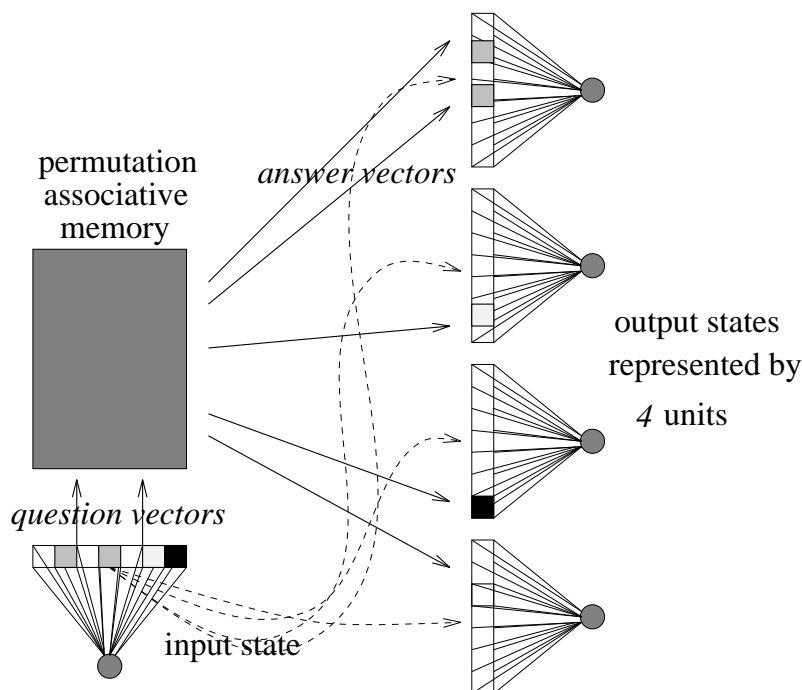 permutation
associative
memory
answer vectors
output states
represented by
4 units
question vectors
input state